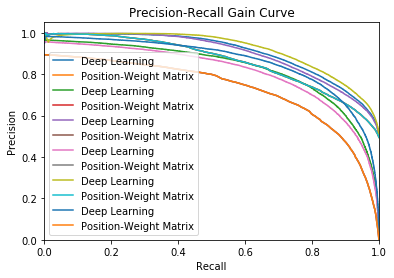 Precision-Recall Gain Curve
1.0
0.8
0.6
0.4
0.2
0.0
Precision
Deep Learning
Position-Weight Matrix
Deep Learning
Position-Weight Matrix
Deep Learning
Position-Weight Matrix
Deep Learning
Position-Weight Matrix
Deep Learning
Position-Weight Matrix
Deep Learning
Position-Weight Matrix
0.0 0.2 0.4 0.6 0.8 1.0
Recall